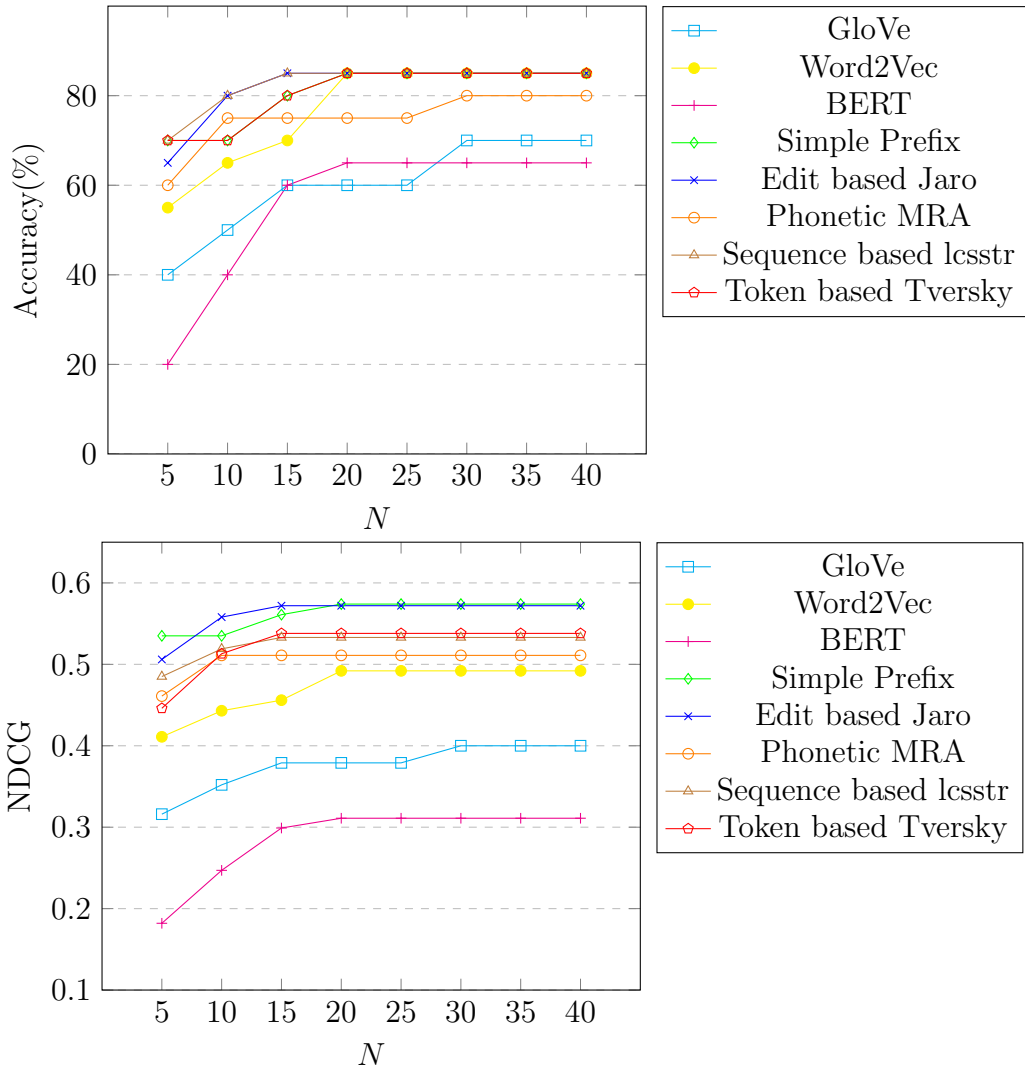 GloVe
Word2Vec
BERT
Simple Prefix
Edit based Jaro
Phonetic MRA
Sequence based lcsstr
Token based Tversky
Accuracy(%)
80
60
40
20
0
5 10 15 20 25 30 35 40
N
GloVe
Word2Vec
BERT
Simple Prefix
Edit based Jaro
Phonetic MRA
Sequence based lcsstr
Token based Tversky
NDCG
0.6
0.5
0.4
0.3
0.2
0.1
5 10 15 20 25 30 35 40
N